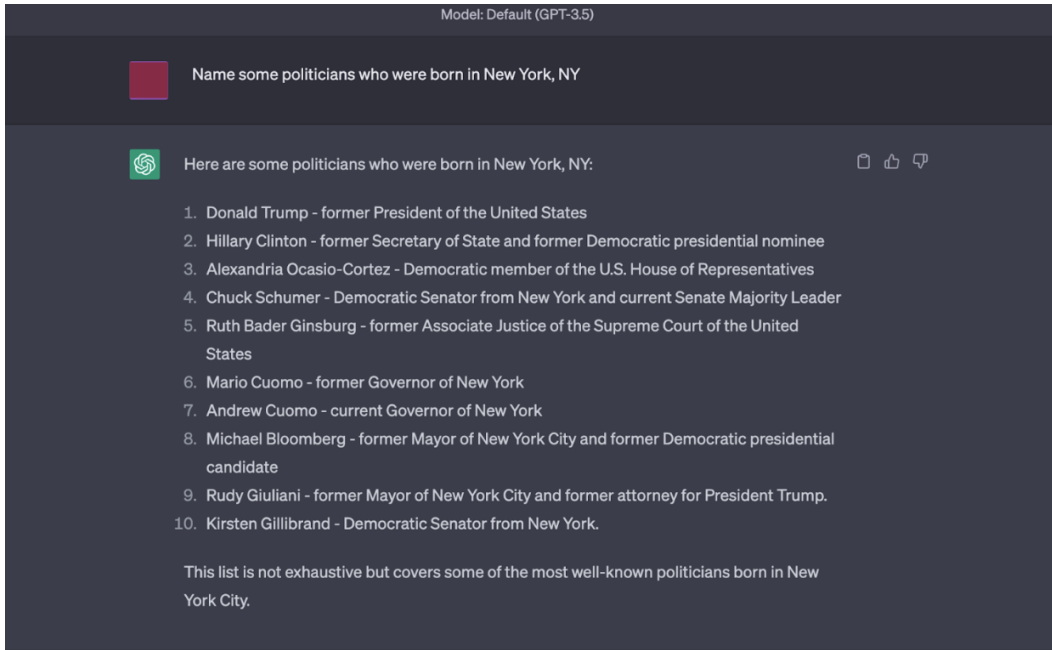 Model: Default (GPT-3.5)
Name some politicians who were born in New York, NY
Here are some politicians who were born in New York, NY:
1. Donald Trump - former President of the United States
2. Hillary Clinton - former Secretary of State and former Democratic presidential nominee
3. Alexandria Ocasio-Cortez - Democratic member of the U.S. House of Representatives
4. Chuck Schumer - Democratic Senator from New York and current Senate Majority Leader
5. Ruth Bader Ginsburg - former Associate Justice of the Supreme Court of the United
States
6. Mario Cuomo - former Governor of New York
7. Andrew Cuomo - current Governor of New York
8. Michael Bloomberg - former Mayor of New York City and former Democratic presidential
candidate
9. Rudy Giuliani - former Mayor of New York City and former attorney for President Trump.
10. Kirsten Gillibrand - Democratic Senator from New York.
This list is not exhaustive but covers some of the most well-known politicians born in New
York City.